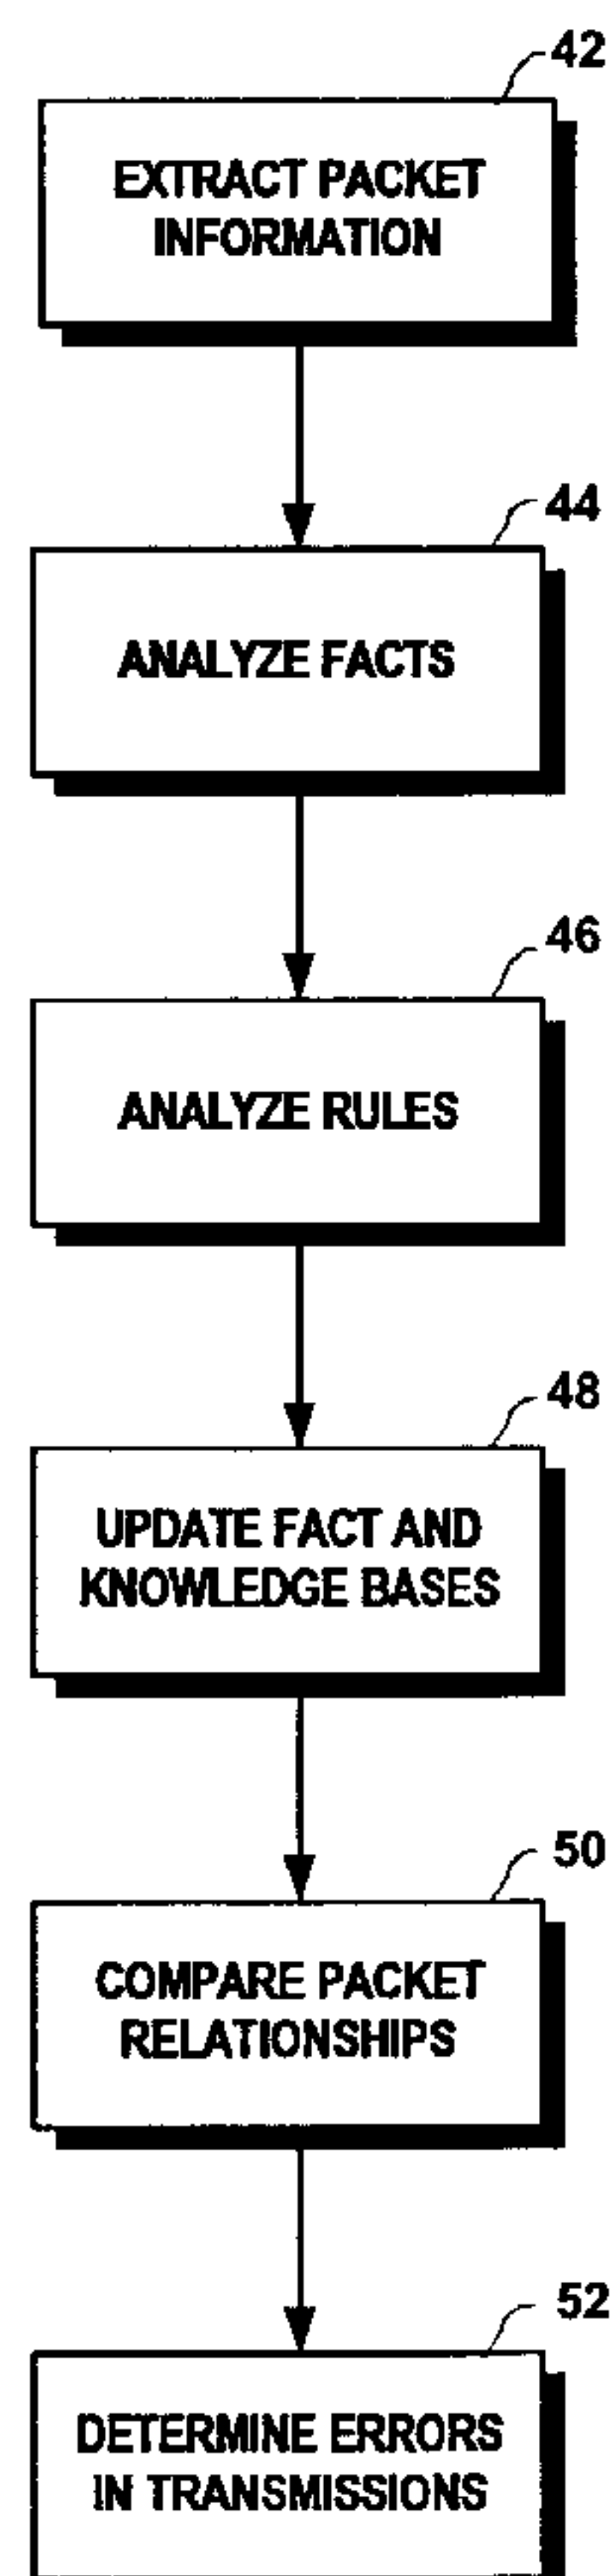 42
EXTRACT PACKET
INFORMATION
44
ANALYZE FACTS
46
ANALYZE RULES
48
UPDATE FACT AND
KNOWLEDGE BASES
50
COMPARE PACKET
RELATIONSHIPS
52
DETERMINE ERRORS
IN TRANSMISSIONS